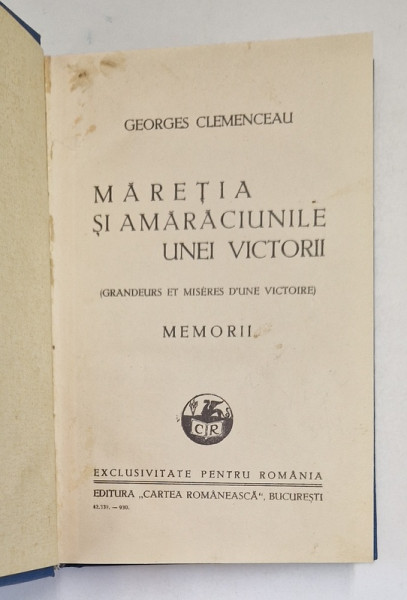 GEORGES CLEMENCEAU
MĂREȚIA
ȘI AMĂRĂCIUNILE
UNEI VICTORII
(GRANDEURS ET MISÈRES D'UNE VICTOIRE)
MEMORII
C R
EXCLUSIVITATE PENTRU ROMÂNIA
EDITURA „CARTEA ROMÂNEASCĂ", BUCUREȘTI